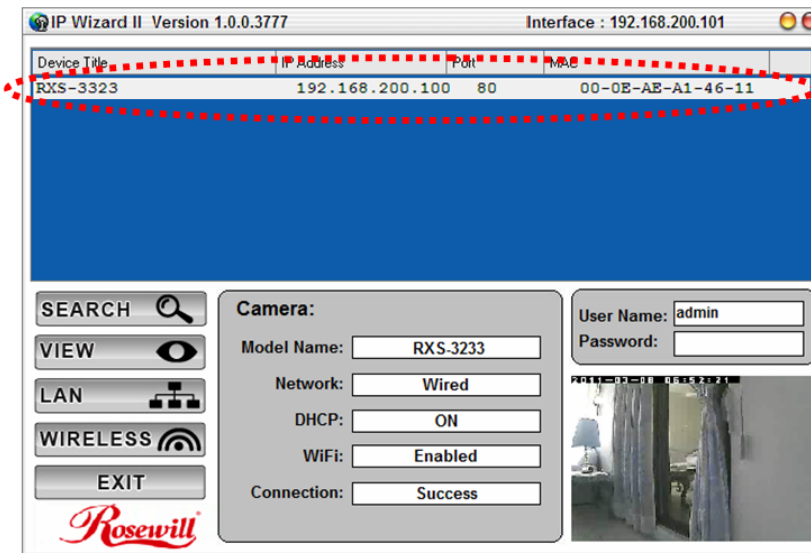 IP Wizard II Version 1.0.0.3777 Interface : 192.168.200.101
Device Title IP Address Port MAC
RXS-3323 192.168.200.100 80 00-0E-AE-A1-46-11
SEARCH
VIEW
LAN
WIRELESS
EXIT
Rosewill
Camera:
Model Name: RXS-3233
Network: Wired
DHCP: ON
WiFi: Enabled
Connection: Success
User Name: admin
Password:
2011-03-08 06:52:21